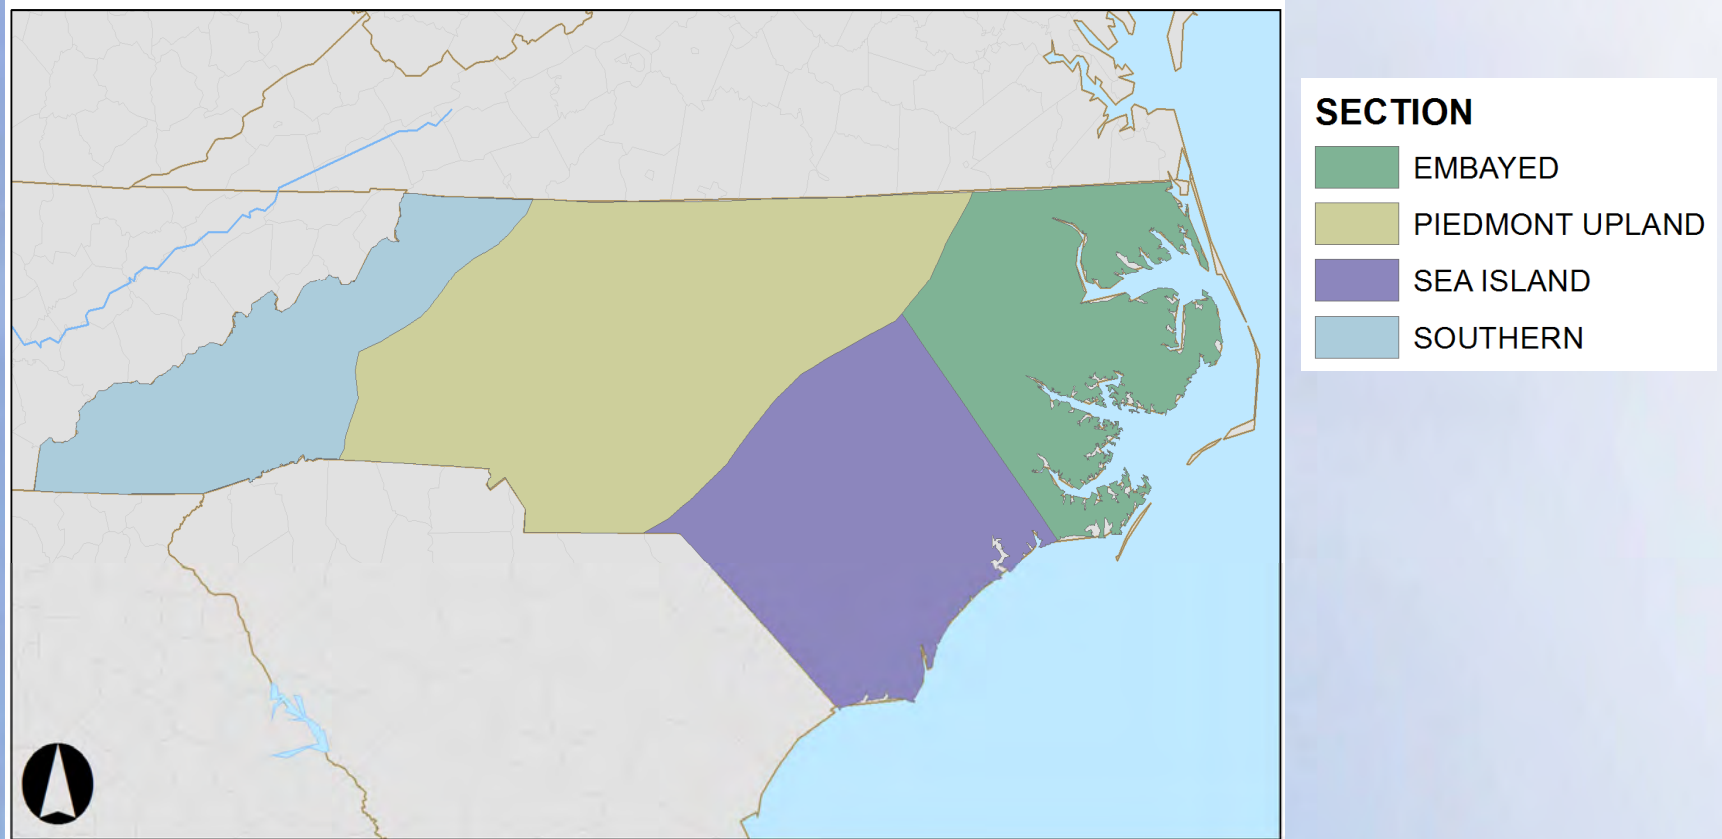 SECTION
EMBAYED
PIEDMONT UPLAND
SEA ISLAND
SOUTHERN